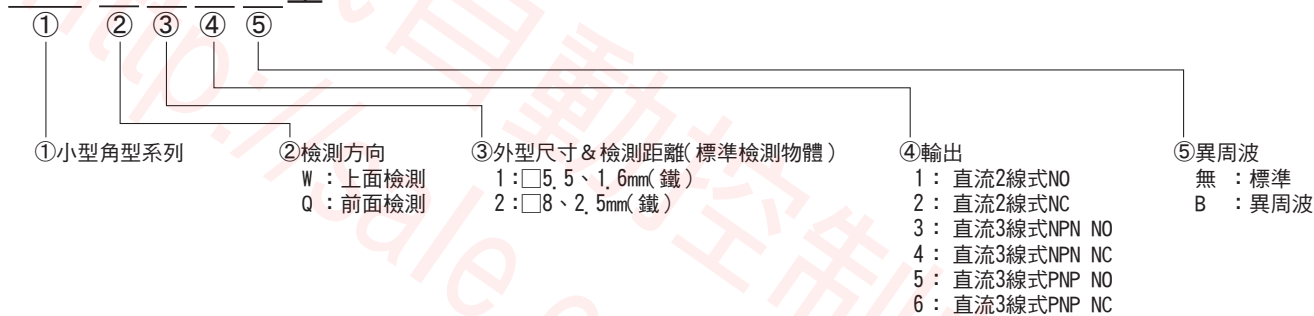 ① ② ③ ④ ⑤
①小型角型系列
②檢測方向
W：上面檢測
Q：前面檢測
③外型尺寸＆檢測距離(標準檢測物體)
1:□5.5、1.6mm(鐵)
2:□8、2.5mm(鐵)
④輸出
1：直流2線式NO
2：直流2線式NC
3：直流3線式NPN NO
4：直流3線式NPN NC
5：直流3線式PNP NO
6：直流3線式PNP NC
⑤異周波
無：標準
B：異周波
自動控制
http://sale